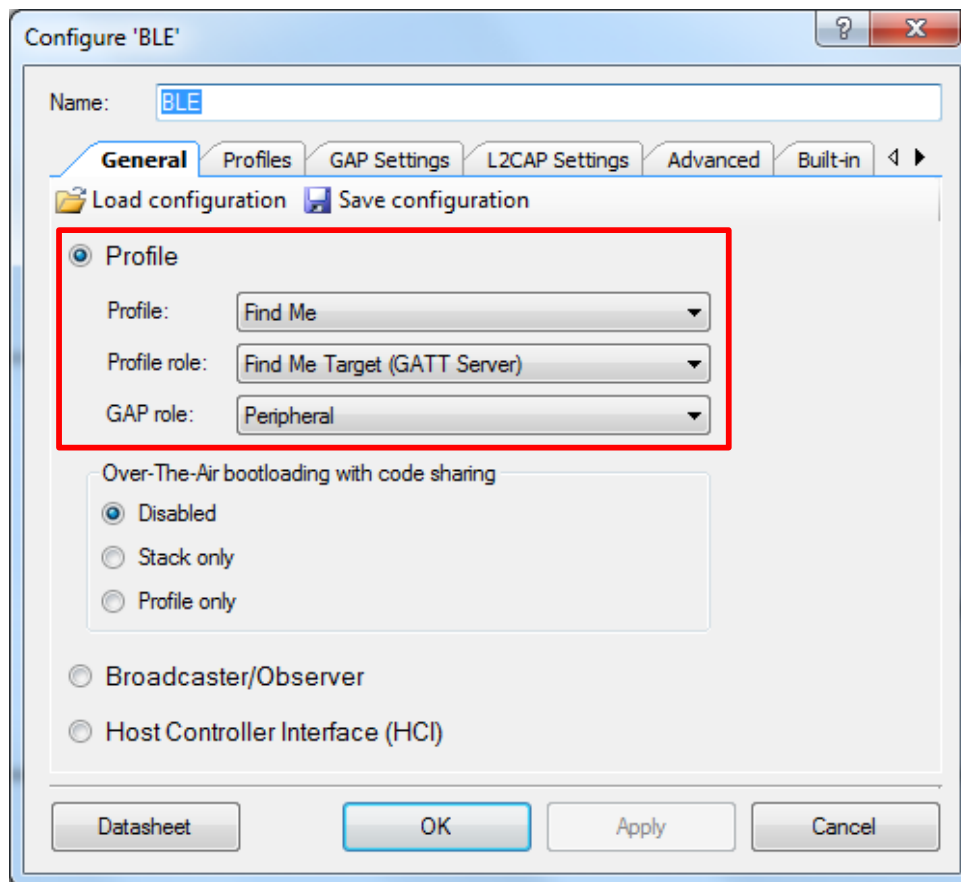 Configure 'BLE'
Name: BLE
General Profiles GAP Settings L2CAP Settings Advanced Built-in
Load configuration Save configuration
Profile
Profile: Find Me
Profile role: Find Me Target (GATT Server)
GAP role: Peripheral
Over-The-Air bootloading with code sharing
Disabled
Stack only
Profile only
Broadcaster/Observer
Host Controller Interface (HCI)
Datasheet OK Apply Cancel